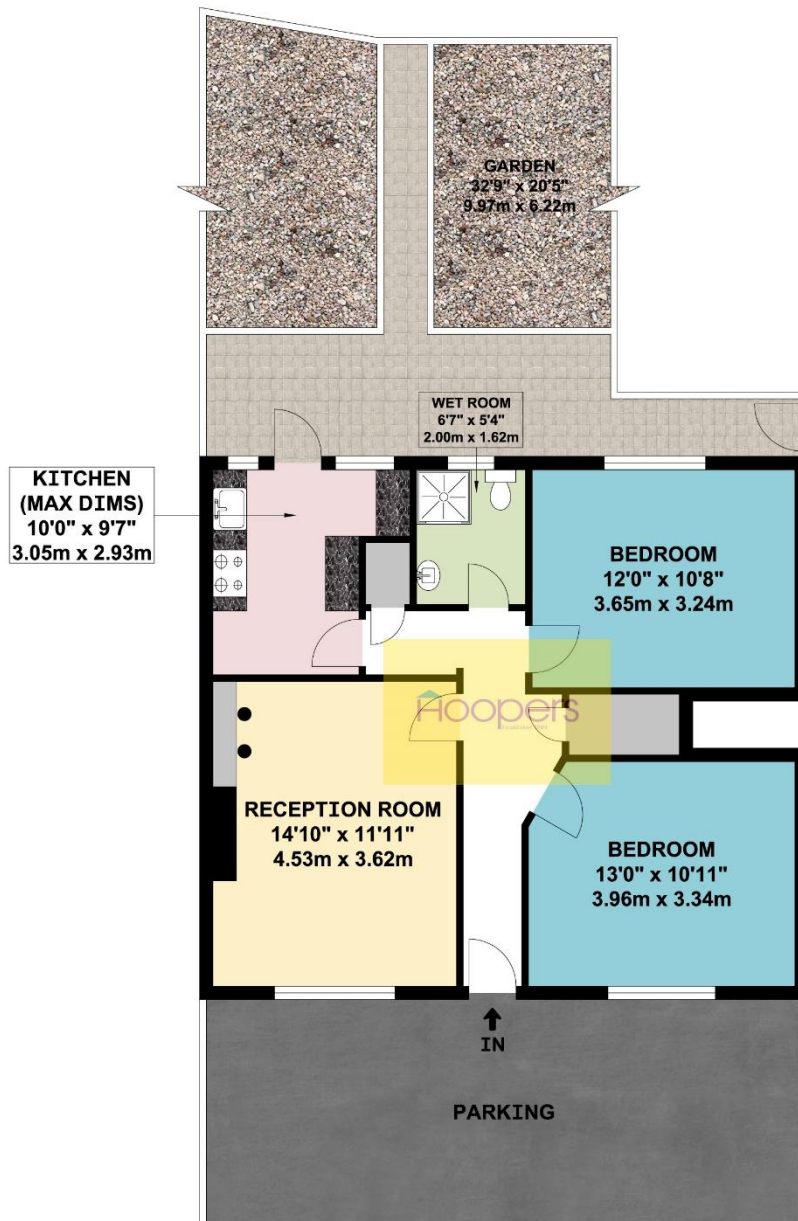 GARDEN
32'9" x 20'5"
9.97m x 6.22m
WET ROOM
6'7" x 5'4"
2.00m x 1.62m
KITCHEN
(MAX DIMS)
10'0" x 9'7"
3.05m x 2.93m
BEDROOM
12'0" x 10'8"
3.65m x 3.24m
Hoopers
RECEPTION ROOM
14'10" x 11'11"
4.53m x 3.62m
BEDROOM
13'0" x 10'11"
3.96m x 3.34m
IN
PARKING